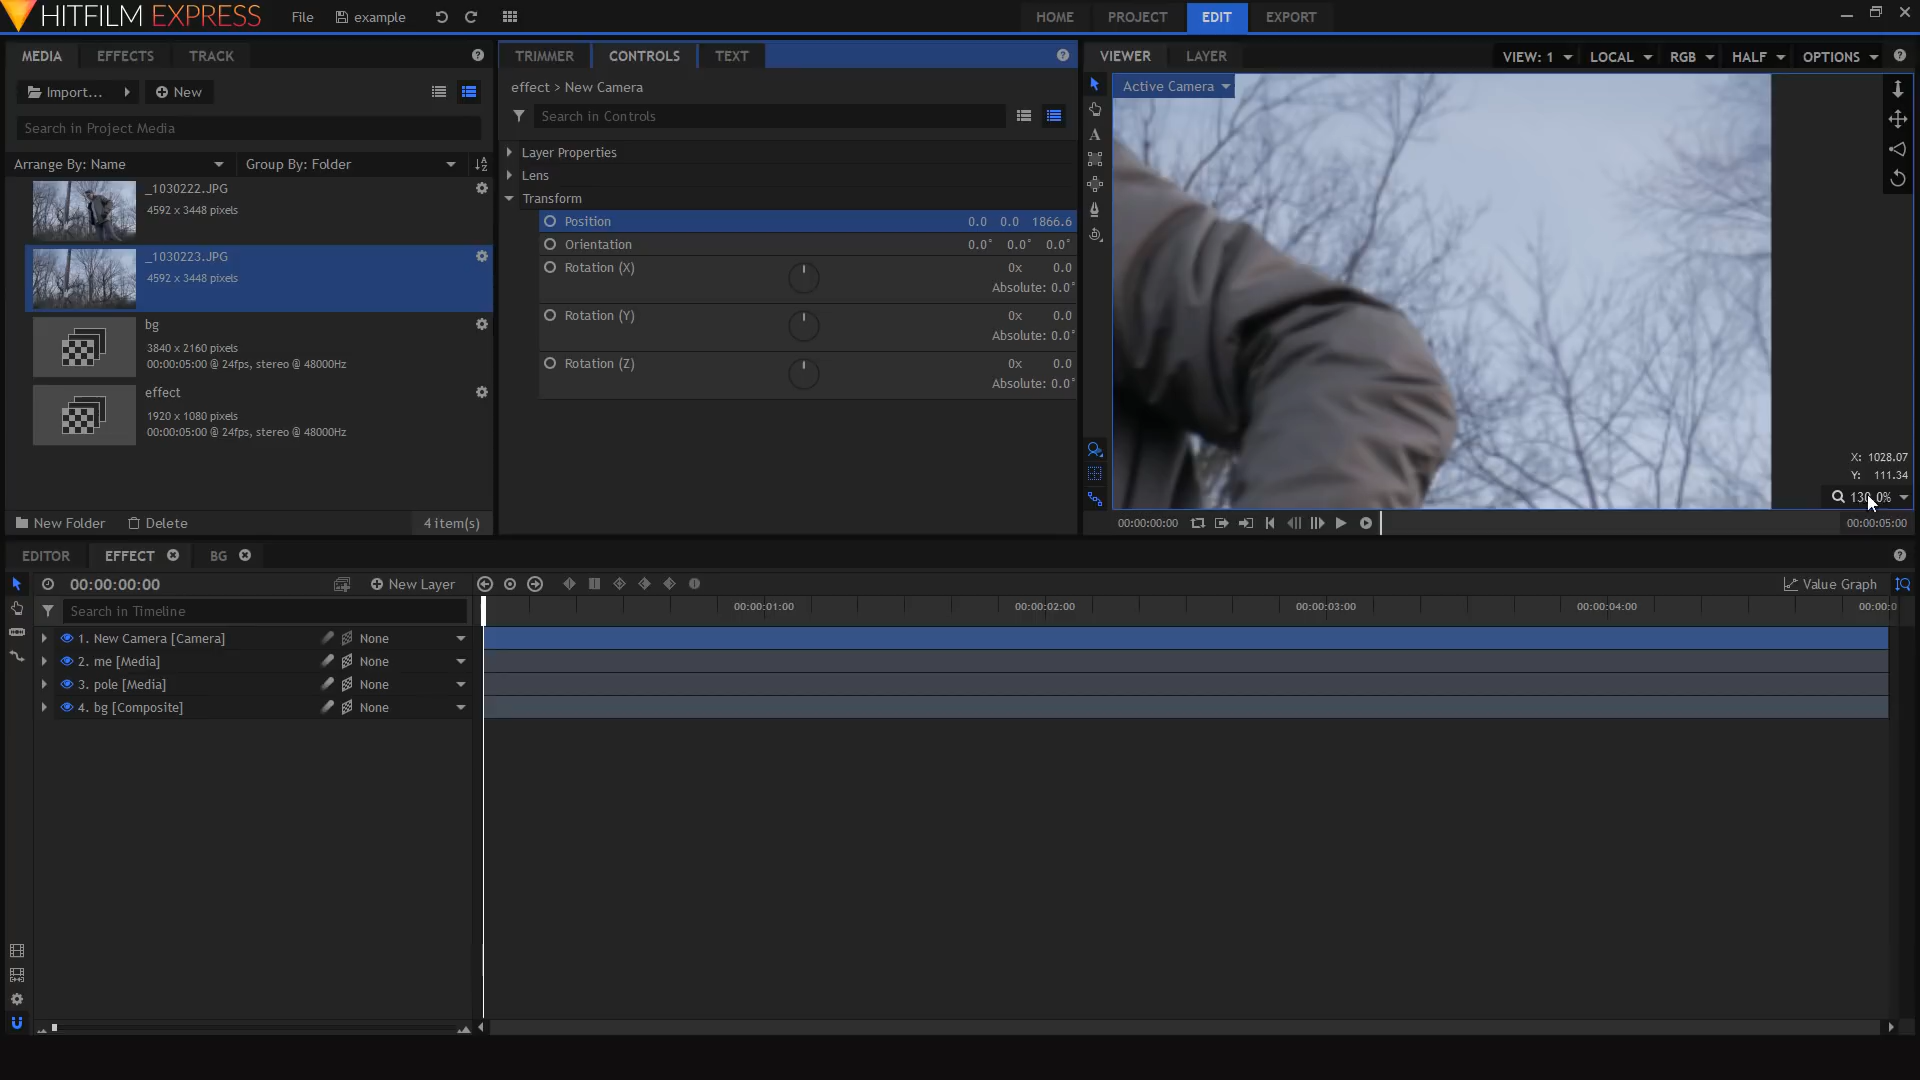 HITFILM EXPRESS
File
example
HOME
PROJECT
EDIT
EXPORT
MEDIA
EFFECTS
TRACK
Import...
New
Search in Project Media
Arrange By: Name
Group By: Folder
_1030222.JPG
4592 x 3448 pixels
_1030223.JPG
4592 x 3448 pixels
bg
3840 x 2160 pixels
00:00:05:00 @ 24fps, stereo @ 48000Hz
effect
1920 x 1080 pixels
00:00:05:00 @ 24fps, stereo @ 48000Hz
New Folder
Delete
4 item(s)
TRIMMER
CONTROLS
TEXT
effect > New Camera
Search in Controls
Layer Properties
Lens
Transform
Position 0.0 0.0 1866.6
Orientation 0.0° 0.0° 0.0°
Rotation (X) 0x 0.0
Absolute: 0.0°
Rotation (Y) 0x 0.0
Absolute: 0.0°
Rotation (Z) 0x 0.0
Absolute: 0.0°
VIEWER
LAYER
VIEW: 1
LOCAL
RGB
HALF
OPTIONS
Active Camera
X: 1028.07
Y: 111.34
00:00:00:00
00:00:05:00
EDITOR
EFFECT
BG
00:00:00:00
New Layer
Value Graph
Search in Timeline
00:00:01:00
00:00:02:00
00:00:03:00
00:00:04:00
00:00:0
1. New Camera [Camera] None
2. me [Media] None
3. pole [Media] None
4. bg [Composite] None